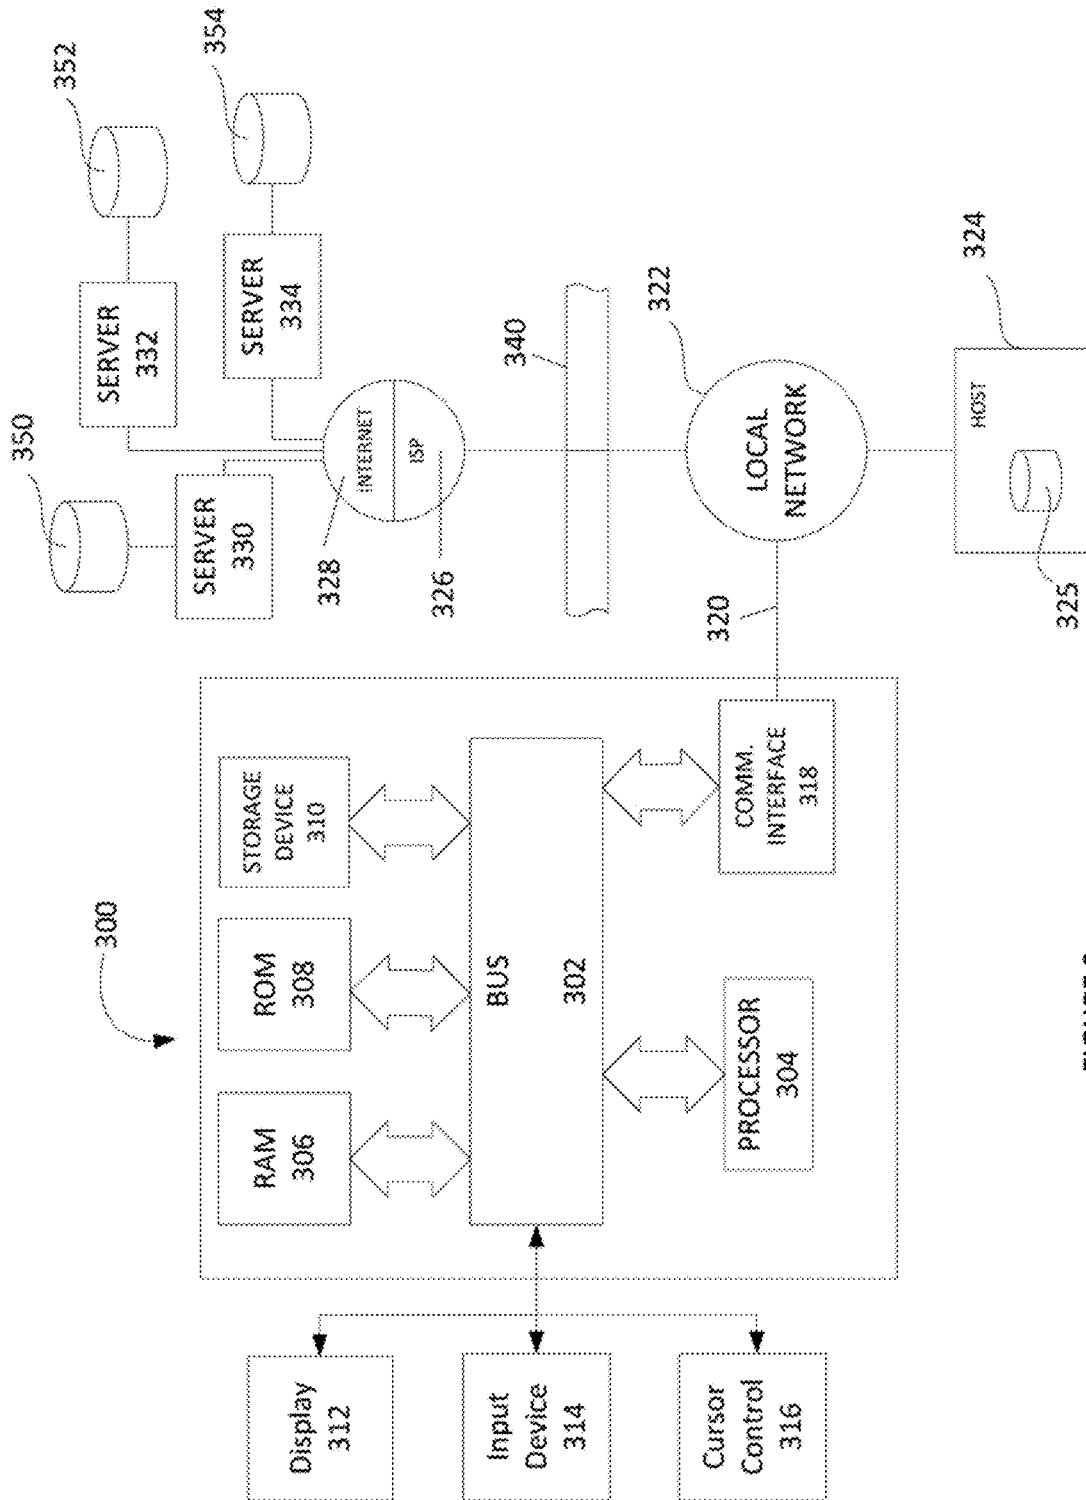 Display
312
Input
Device
314
Cursor
Control
316
300
RAM
306
ROM
308
STORAGE
DEVICE
310
BUS
302
PROCESSOR
304
COMM.
INTERFACE
318
350
352
354
SERVER
330
SERVER
332
SERVER
334
328
INTERNET
ISP
326
340
320
322
LOCAL
NETWORK
324
HOST
325